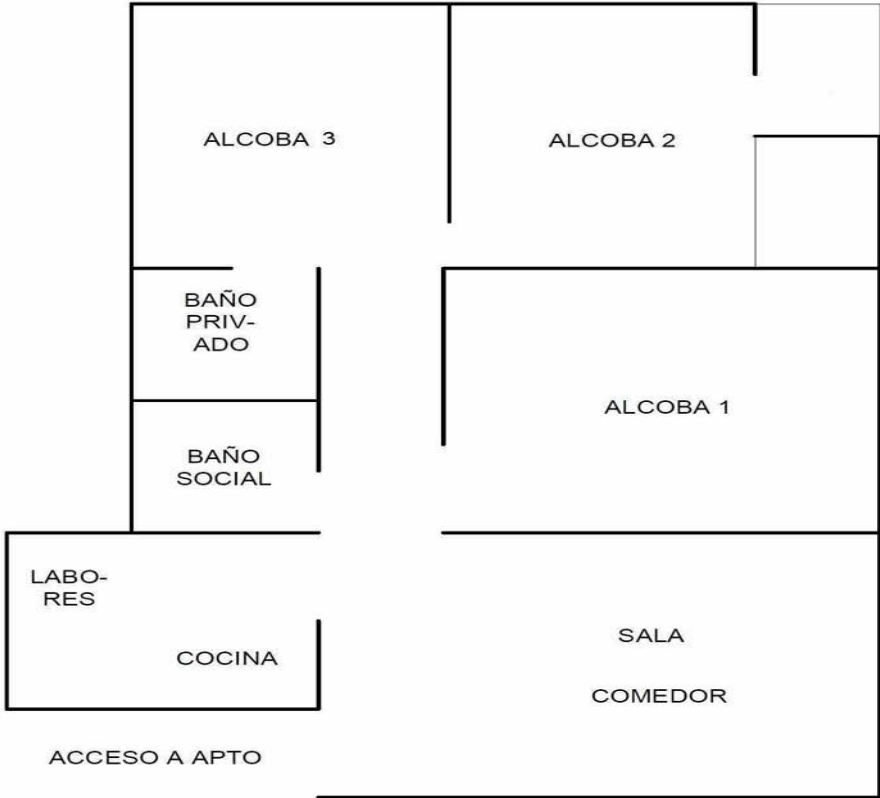 ALCOBA 3
ALCOBA 2
BAÑO
PRIV-
ADO
ALCOBA 1
BAÑO
SOCIAL
LABO-
RES
COCINA
SALA
COMEDOR
ACCESO A APTO